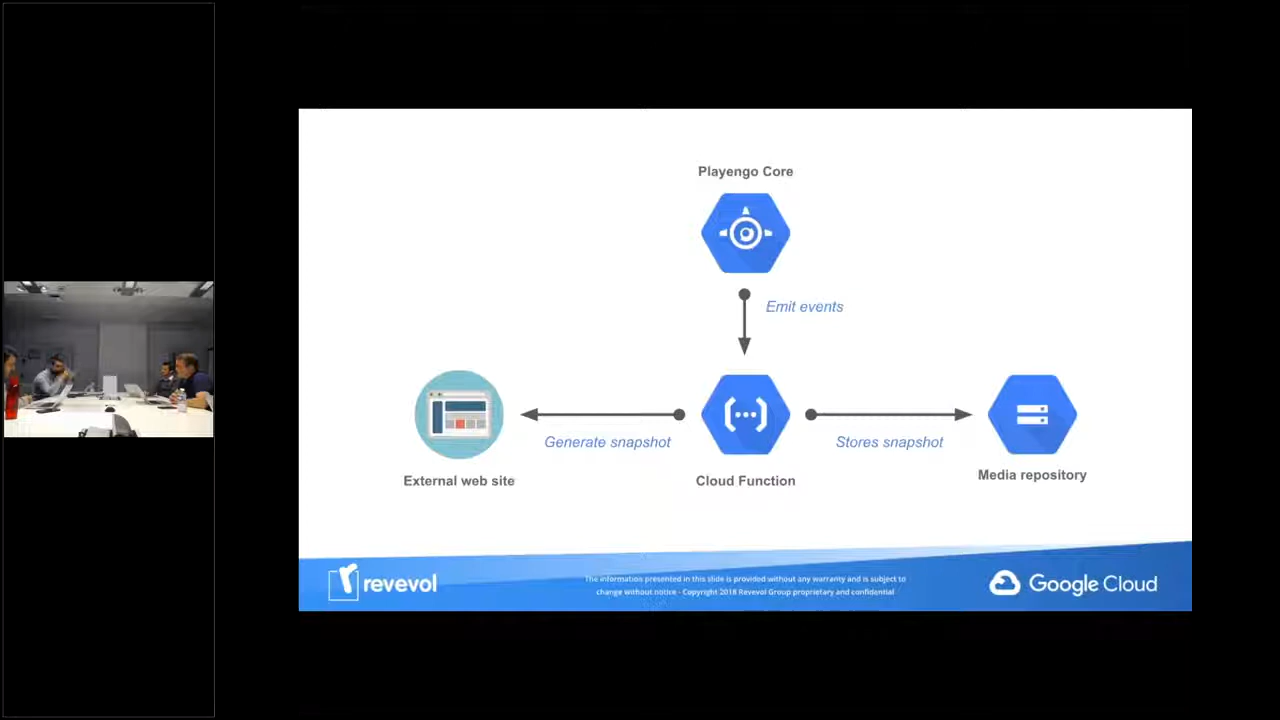 Playengo Core
Emit events
Generate snapshot
Stores snapshot
External web site
Cloud Function
Media repository
revevol
The information presented in this slide is provided without any warranty and is subject to
change without notice - Copyright 2018 Revevol Group proprietary and confidential
Google Cloud